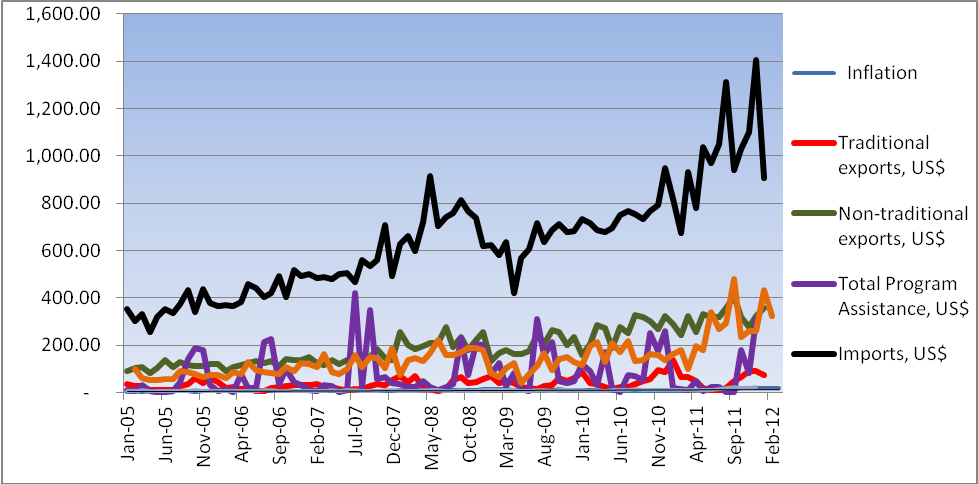 1,600.00
1,400.00
1,200.00
1,000.00
800.00
600.00
400.00
200.00
-
Jan-05
Jun-05
Nov-05
Apr-06
Sep-06
Feb-07
Jul-07
Dec-07
May-08
Oct-08
Mar-09
Aug-09
Jan-10
Jun-10
Nov-10
Apr-11
Sep-11
Feb-12
Inflation
Traditional
exports, US$
Non-traditional
exports, US$
Total Program
Assistance, US$
Imports, US$